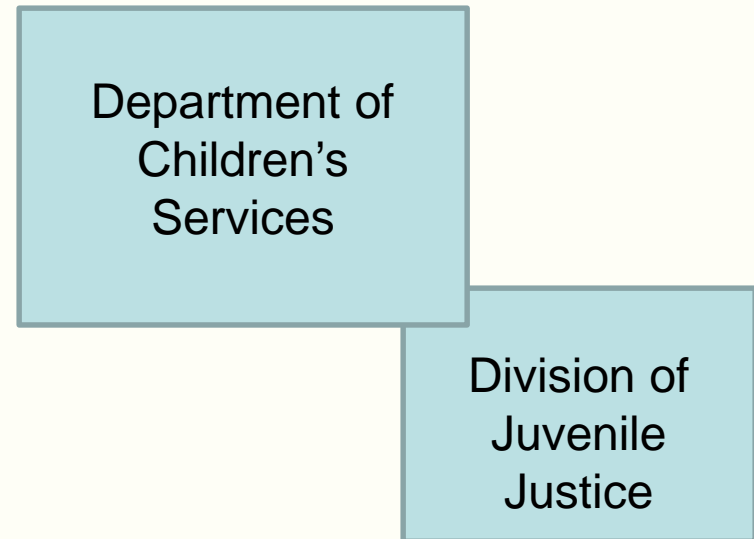 Department of
Children’s
Services
Division of
Juvenile
Justice